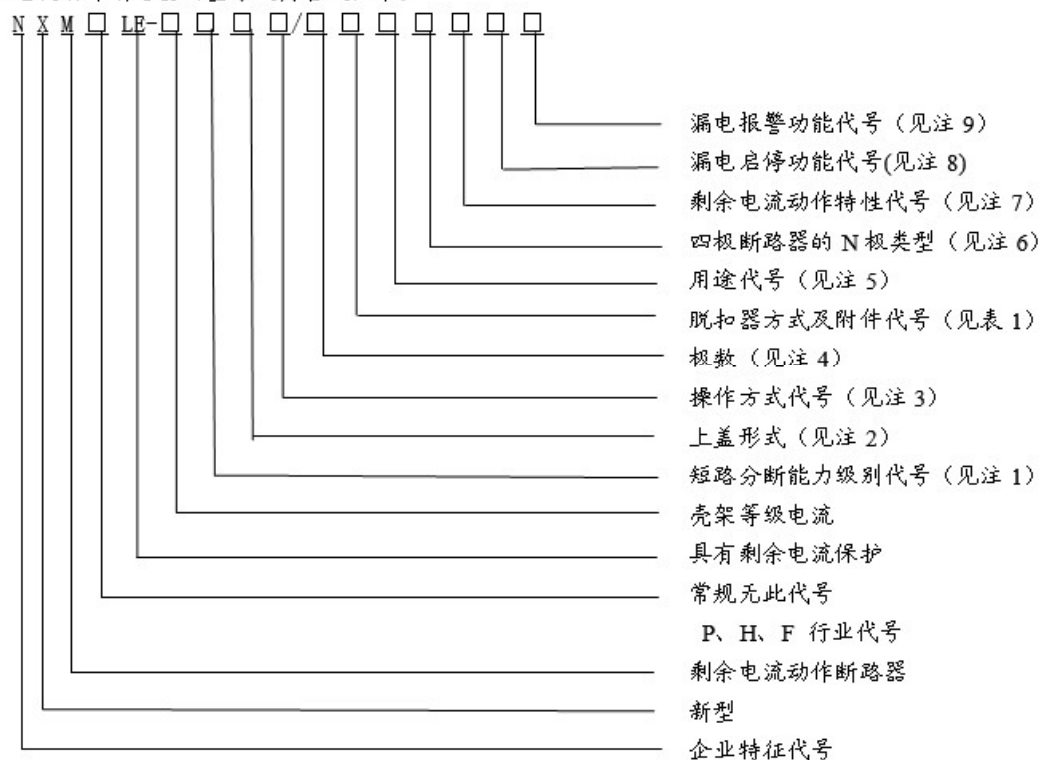 N X M □ LE-□ □ □ □/□ □ □ □ □ □ □
漏电报警功能代号（见注 9）
漏电启停功能代号(见注 8)
剩余电流动作特性代号（见注 7）
四极断路器的 N 极类型（见注 6）
用途代号（见注 5）
脱扣器方式及附件代号（见表 1）
极数（见注 4）
操作方式代号（见注 3）
上盖形式（见注 2）
短路分断能力级别代号（见注 1）
壳架等级电流
具有剩余电流保护
常规无此代号
P、H、F 行业代号
剩余电流动作断路器
新型
企业特征代号